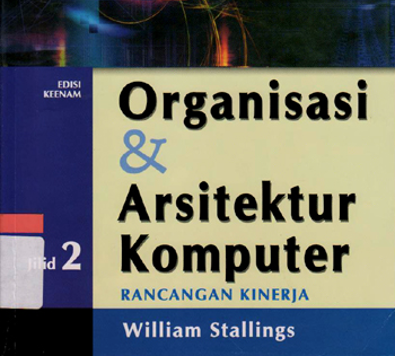 EDISI
KEENAM
Organisasi
&
Arsitektur
Komputer
Jilid 2
RANCANGAN KINERJA
William Stallings